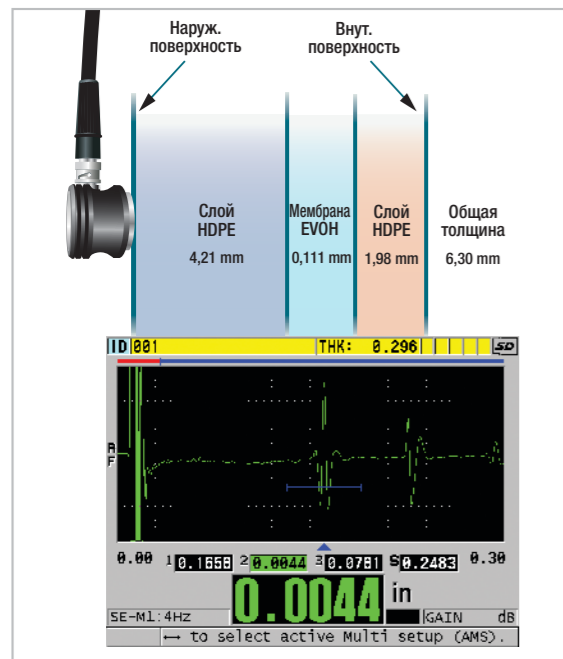 Наруж.
поверхность
Внут.
поверхность
Слой
HDPE
4,21 mm
Мембрана
EVOH
0,111 mm
Слой
HDPE
1,98 mm
Общая
толщина
6,30 mm
ID 001 THK: 0.296 SD
A
F
0.00 1 0.1658 2 0.0044 3 0.0781 S 0.2483 0.30
0.0044 in
SE-M1:4Hz GAIN dB
↔ to select active Multi setup (AMS).